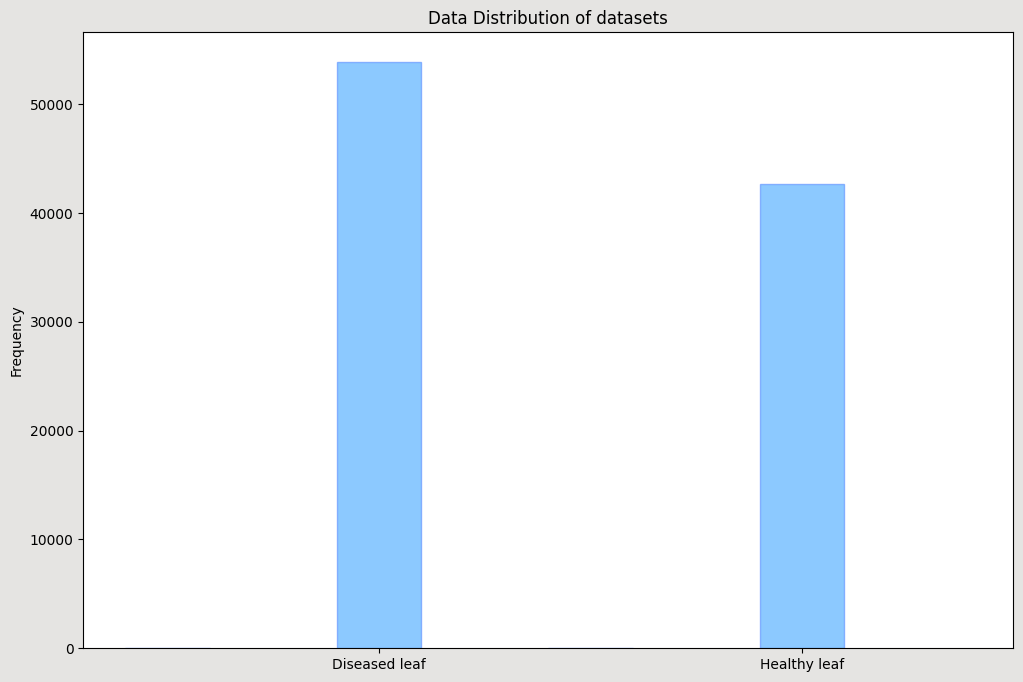 Data Distribution of datasets
Frequency
50000
40000
30000
20000
10000
0
Diseased leaf
Healthy leaf